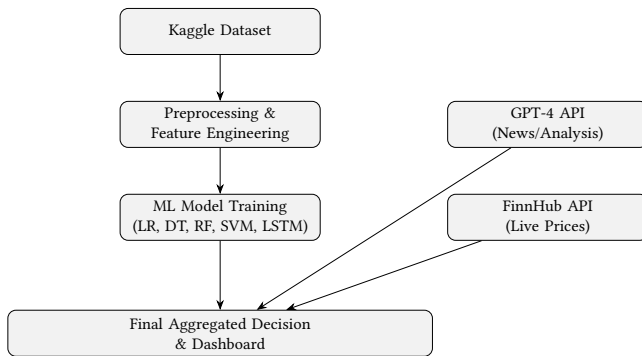 Kaggle Dataset
Preprocessing &
Feature Engineering
GPT-4 API
(News/Analysis)
ML Model Training
(LR, DT, RF, SVM, LSTM)
FinnHub API
(Live Prices)
Final Aggregated Decision
& Dashboard